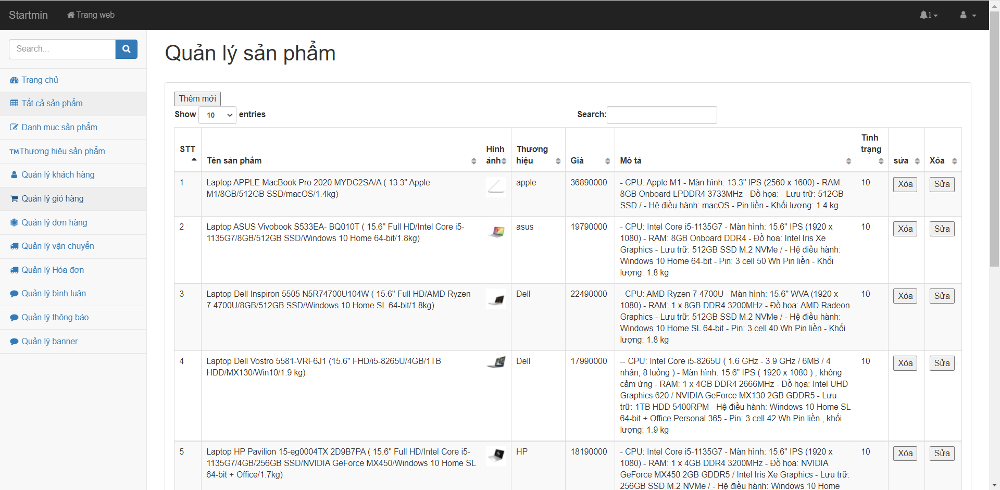 Startmin
Trang web
1
Search...
Trang chủ
Tất cả sản phẩm
Danh mục sản phẩm
TMThương hiệu sản phẩm
Quản lý khách hàng
Quản lý giỏ hàng
Quản lý đơn hàng
Quản lý vận chuyển
Quản lý Hóa đơn
Quản lý bình luận
Quản lý thông báo
Quản lý banner
Quản lý sản phẩm
Thêm mới
Show 10 entries
Search:
STT
Tên sản phẩm
Hình
ảnh
Thương
hiệu
Giá
Mô tả
Tình
trạng
sửa
Xóa
1
Laptop APPLE MacBook Pro 2020 MYDC2SA/A ( 13.3" Apple
M1/8GB/512GB SSD/macOS/1.4kg)
apple
36890000
- CPU: Apple M1 - Màn hình: 13.3" IPS (2560 x 1600) - RAM:
8GB Onboard LPDDR4 3733MHz - Đồ họa: - Lưu trữ: 512GB
SSD / - Hệ điều hành: macOS - Pin liền - Khối lượng: 1.4 kg
10
Xóa
Sửa
2
Laptop ASUS Vivobook S533EA- BQ010T ( 15.6" Full HD/Intel Core i5-
1135G7/8GB/512GB SSD/Windows 10 Home 64-bit/1.8kg)
asus
19790000
- CPU: Intel Core i5-1135G7 - Màn hình: 15.6" IPS (1920 x
1080) - RAM: 8GB Onboard DDR4 - Đồ họa: Intel Iris Xe
Graphics - Lưu trữ: 512GB SSD M.2 NVMe / - Hệ điều hành:
Windows 10 Home 64-bit - Pin: 3 cell 50 Wh Pin liền - Khối
lượng: 1.8 kg
10
Xóa
Sửa
3
Laptop Dell Inspiron 5505 N5R74700U104W ( 15.6" Full HD/AMD Ryzen
7 4700U/8GB/512GB SSD/Windows 10 Home SL 64-bit/1.8kg)
Dell
22490000
- CPU: AMD Ryzen 7 4700U - Màn hình: 15.6" WVA (1920 x
1080) - RAM: 1 x 8GB DDR4 3200MHz - Đồ họa: AMD Radeon
Graphics - Lưu trữ: 512GB SSD M.2 NVMe / - Hệ điều hành:
Windows 10 Home SL 64-bit - Pin: 3 cell 40 Wh Pin liền - Khối
lượng: 1.8 kg
10
Xóa
Sửa
4
Laptop Dell Vostro 5581-VRF6J1 (15.6" FHD/i5-8265U/4GB/1TB
HDD/MX130/Win10/1.9 kg)
Dell
17990000
-- CPU: Intel Core i5-8265U ( 1.6 GHz - 3.9 GHz / 6MB / 4
nhân, 8 luồng ) - Màn hình: 15.6" IPS ( 1920 x 1080 ) , không
cảm ứng - RAM: 1 x 4GB DDR4 2666MHz - Đồ họa: Intel UHD
Graphics 620 / NVIDIA GeForce MX130 2GB GDDR5 - Lưu
trữ: 1TB HDD 5400RPM - Hệ điều hành: Windows 10 Home SL
64-bit + Office Personal 365 - Pin: 3 cell 42 Wh Pin liền , khối
lượng: 1.9 kg
10
Xóa
Sửa
5
Laptop HP Pavilion 15-eg0004TX 2D9B7PA ( 15.6" Full HD/Intel Core i5-
1135G7/4GB/256GB SSD/NVIDIA GeForce MX450/Windows 10 Home SL
64-bit + Office/1.7kg)
HP
18190000
- CPU: Intel Core i5-1135G7 - Màn hình: 15.6" IPS (1920 x
1080) - RAM: 1 x 4GB DDR4 3200MHz - Đồ họa: NVIDIA
GeForce MX450 2GB GDDR5 / Intel Iris Xe Graphics - Lưu trữ:
256GB SSD M.2 NVMe / - Hệ điều hành: Windows 10 Home
10
Xóa
Sửa